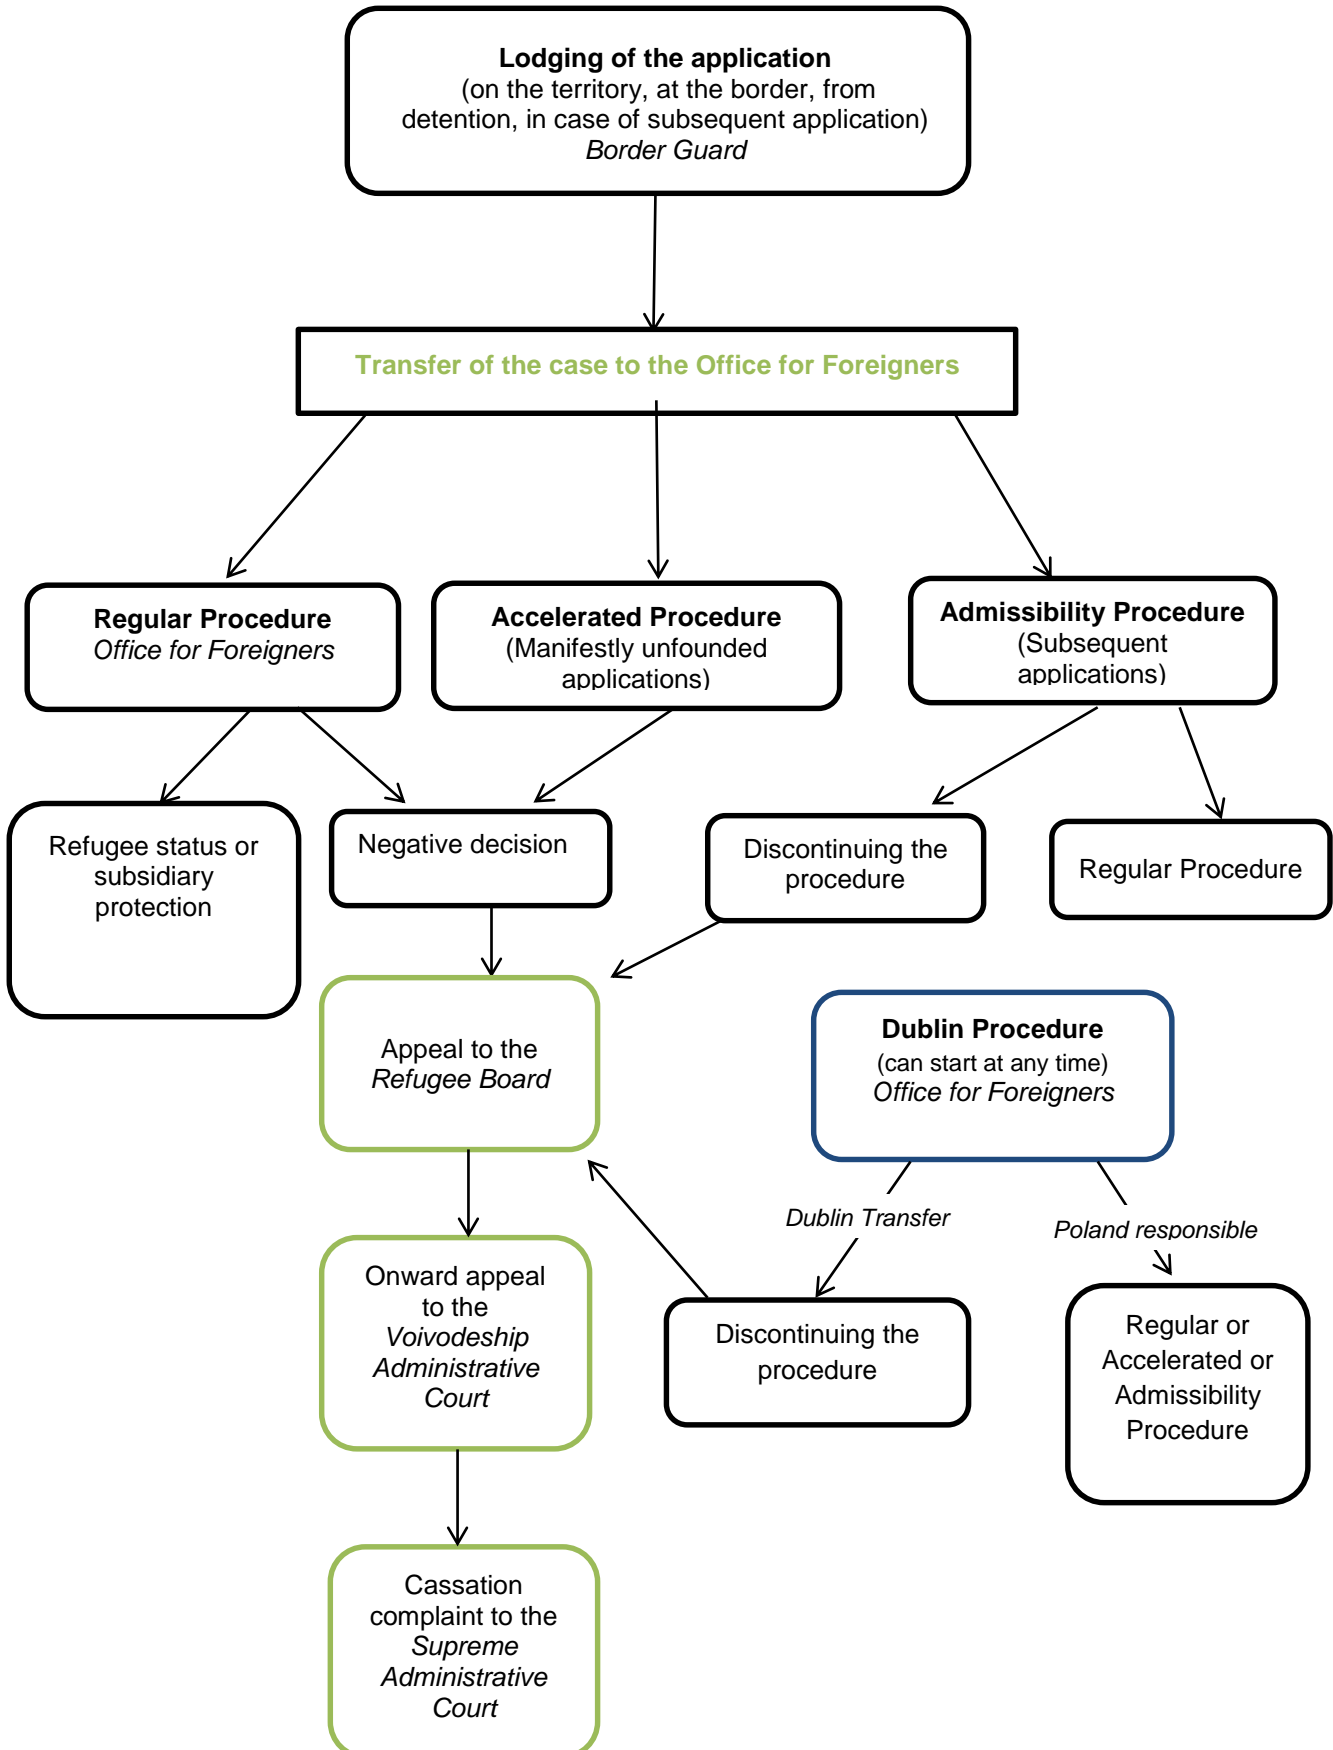 Lodging of the application
(on the territory, at the border, from
detention, in case of subsequent application)
Border Guard
Transfer of the case to the Office for Foreigners
Regular Procedure
Office for Foreigners
Accelerated Procedure
(Manifestly unfounded
applications)
Admissibility Procedure
(Subsequent
applications)
Refugee status or
subsidiary
protection
Negative decision
Discontinuing the
procedure
Regular Procedure
Appeal to the
Refugee Board
Dublin Procedure
(can start at any time)
Office for Foreigners
Dublin Transfer
Poland responsible
Onward appeal
to the
Voivodeship
Administrative
Court
Discontinuing the
procedure
Regular or
Accelerated or
Admissibility
Procedure
Cassation
complaint to the
Supreme
Administrative
Court